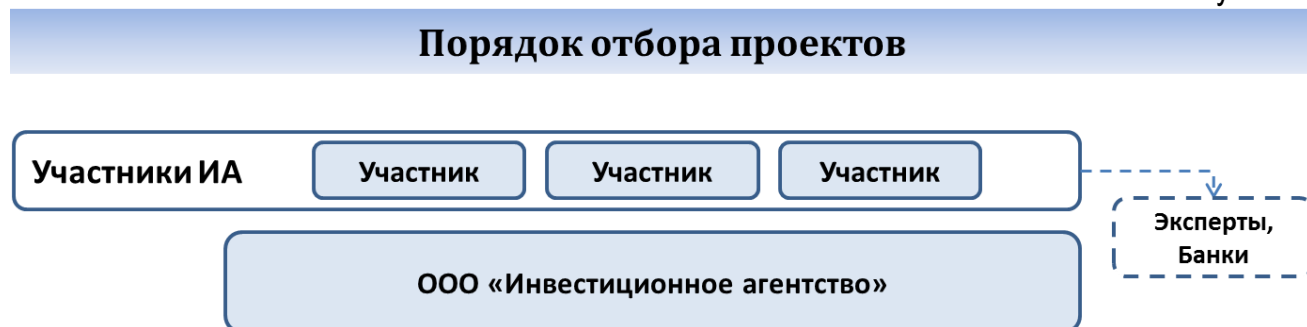 Порядок отбора проектов
Участники ИА
Участник
Участник
Участник
Эксперты,
Банки
ООО «Инвестиционное агентство»